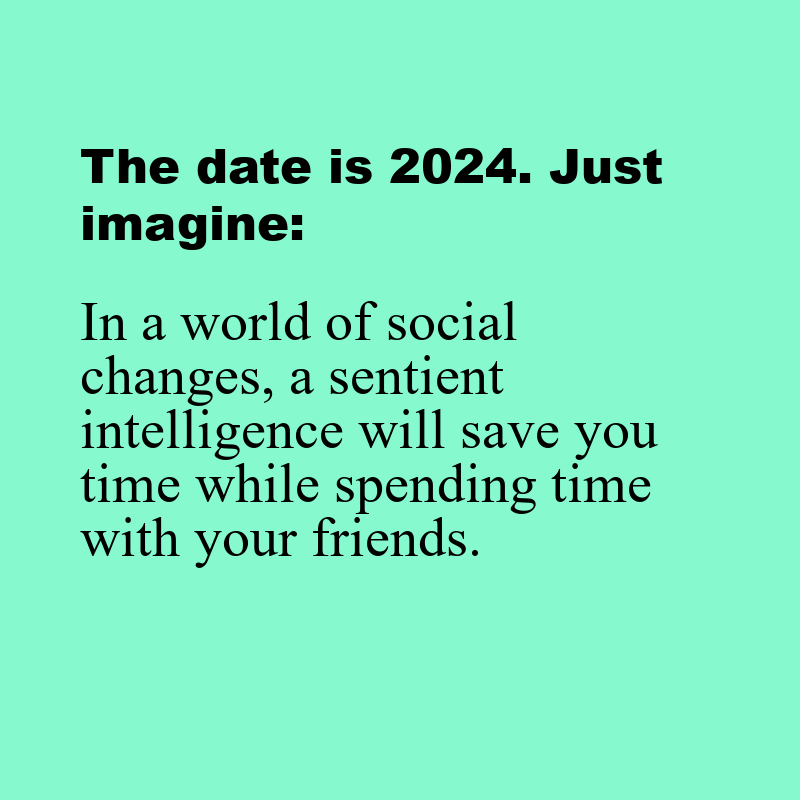 The date is 2024. Just
imagine:
In a world of social
changes, a sentient
intelligence will save you
time while spending time
with your friends.